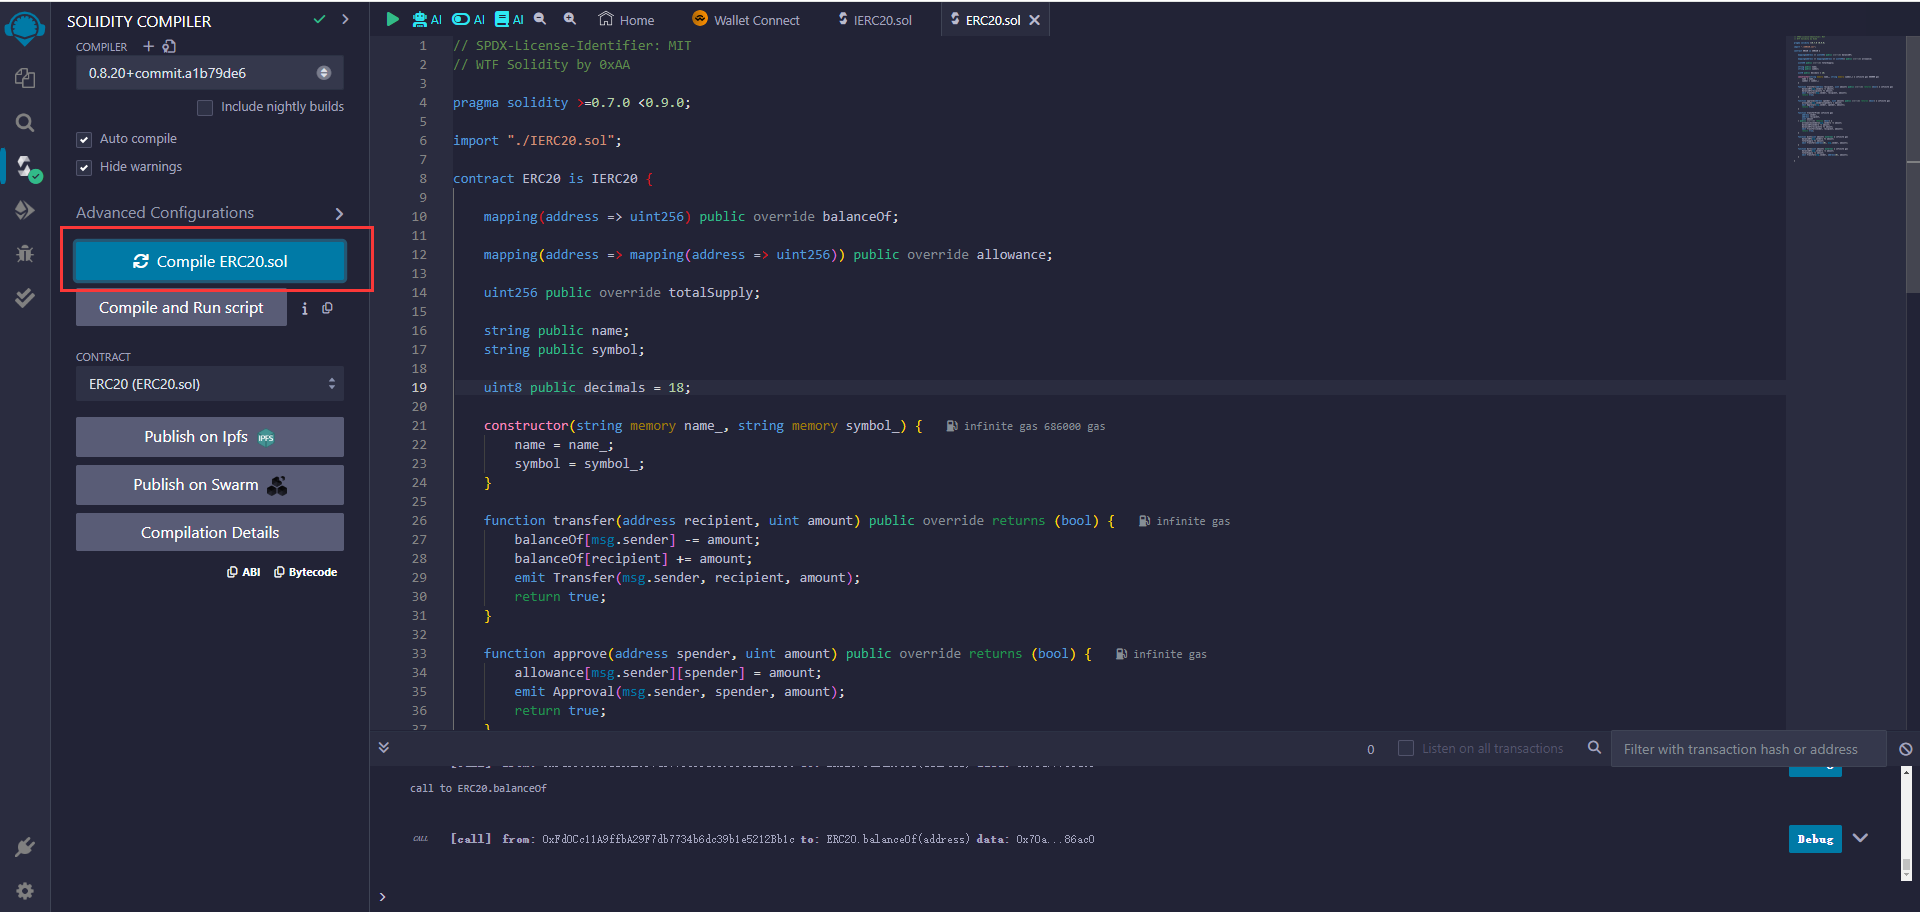 SOLIDITY COMPILER
COMPILER
0.8.20+commit.a1b79de6
Include nightly builds
Auto compile
Hide warnings
Advanced Configurations
Compile ERC20.sol
Compile and Run script
CONTRACT
ERC20 (ERC20.sol)
Publish on Ipfs IPFS
Publish on Swarm
Compilation Details
ABI Bytecode
AI AI AI Home Wallet Connect IERC20.sol ERC20.sol
1 // SPDX-License-Identifier: MIT
2 // WTF Solidity by 0xAA
3
4 pragma solidity >=0.7.0 <0.9.0;
5
6 import "./IERC20.sol";
7
8 contract ERC20 is IERC20 {
9
10 mapping(address => uint256) public override balanceOf;
11
12 mapping(address => mapping(address => uint256)) public override allowance;
13
14 uint256 public override totalSupply;
15
16 string public name;
17 string public symbol;
18
19 uint8 public decimals = 18;
20
21 constructor(string memory name_, string memory symbol_) { infinite gas 686000 gas
22 name = name_;
23 symbol = symbol_;
24 }
25
26 function transfer(address recipient, uint amount) public override returns (bool) { infinite gas
27 balanceOf[msg.sender] -= amount;
28 balanceOf[recipient] += amount;
29 emit Transfer(msg.sender, recipient, amount);
30 return true;
31 }
32
33 function approve(address spender, uint amount) public override returns (bool) { infinite gas
34 allowance[msg.sender][spender] = amount;
35 emit Approval(msg.sender, spender, amount);
36 return true;
37 }
0 Listen on all transactions Filter with transaction hash or address
call to ERC20.balanceOf
CALL [call] from: 0xFd0Cc11A9ffbA29F7db7734b6dc39b1e5212Bb1c to: ERC20.balanceOf(address) data: 0x70a...86ac0 Debug
>